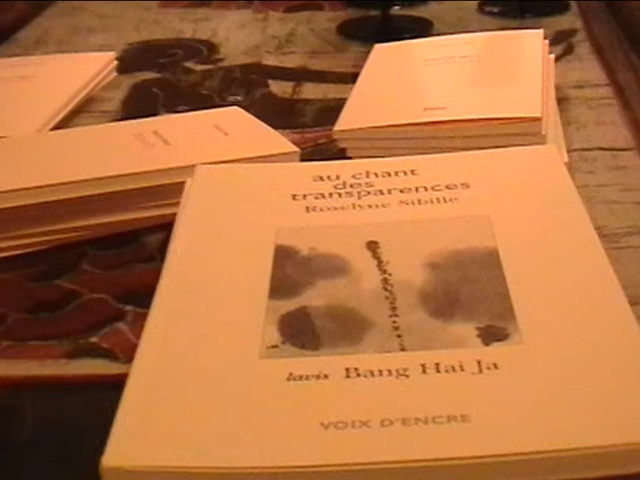 au chant
des
transparences
Roselyne Sibille
lavis Bang Hai Ja
VOIX D'ENCRE